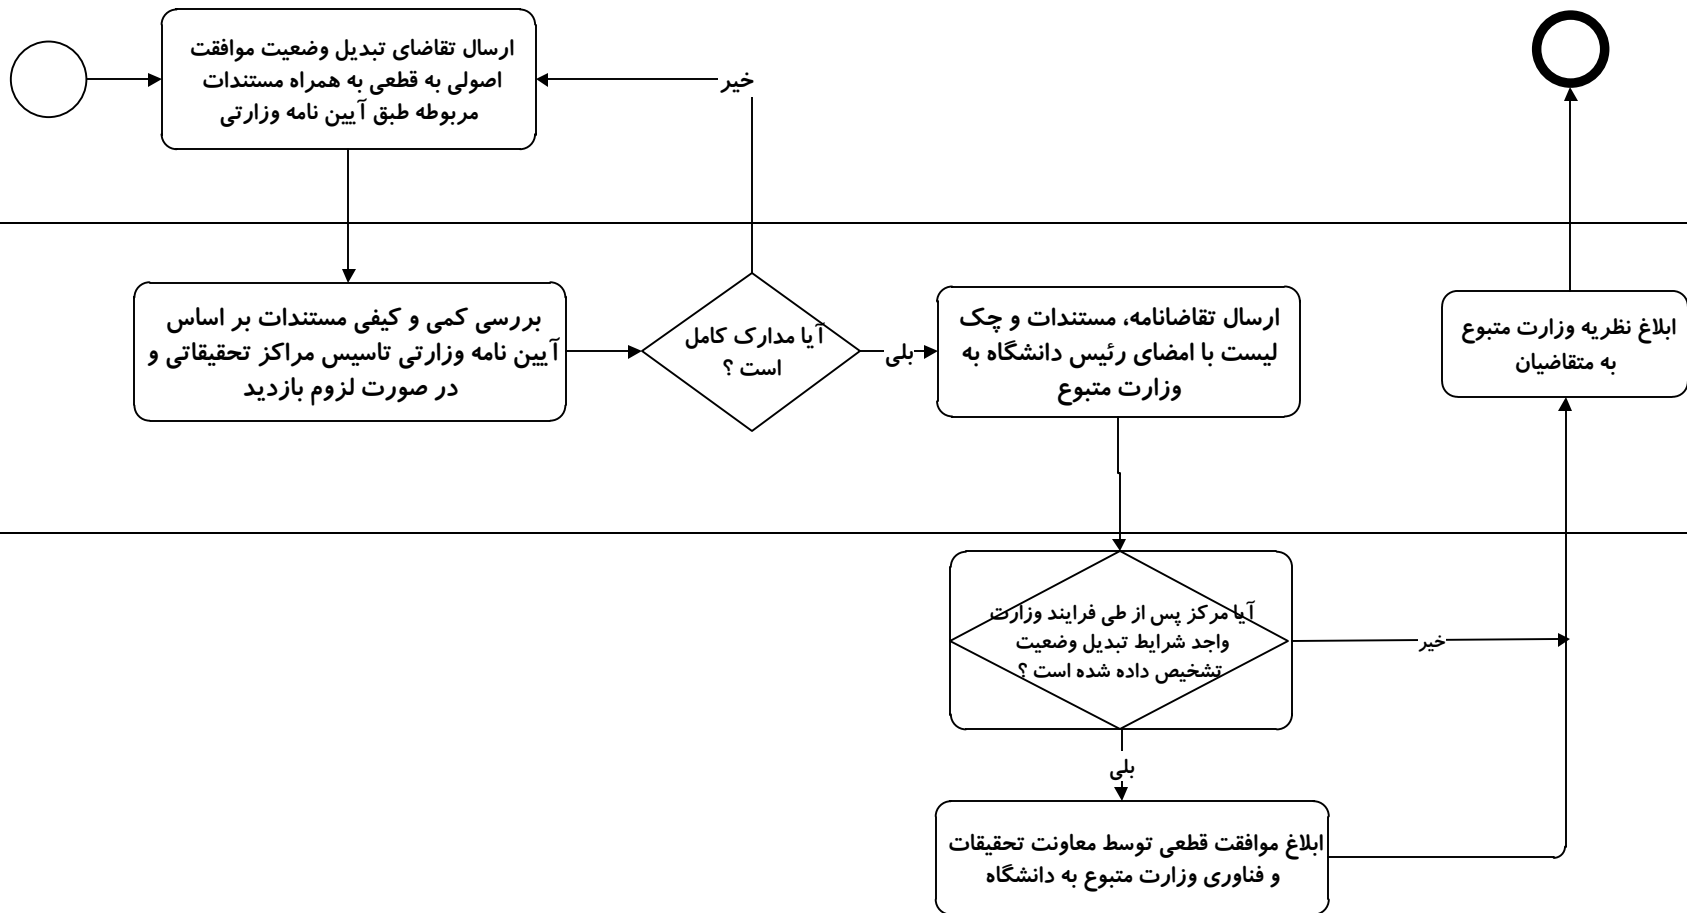 ارسال تقاضای تبدیل وضعیت موافقت
اصولی به قطعی به همراه مستندات
مربوطه طبق آیین نامه وزارتی
خیر
بررسی کمی و کیفی مستندات بر اساس
آیین نامه وزارتی تاسیس مراکز تحقیقاتی و
در صورت لزوم بازدید
آیا مدارک کامل
است ؟
بلی
ارسال تقاضانامه، مستندات و چک
لیست با امضای رئیس دانشگاه به
وزارت متبوع
ابلاغ نظریه وزارت متبوع
به متقاضیان
آیا مرکز پس از طی فرایند وزارت
واجد شرایط تبدیل وضعیت
تشخیص داده شده است ؟
خیر
بلی
ابلاغ موافقت قطعی توسط معاونت تحقیقات
و فناوری وزارت متبوع به دانشگاه